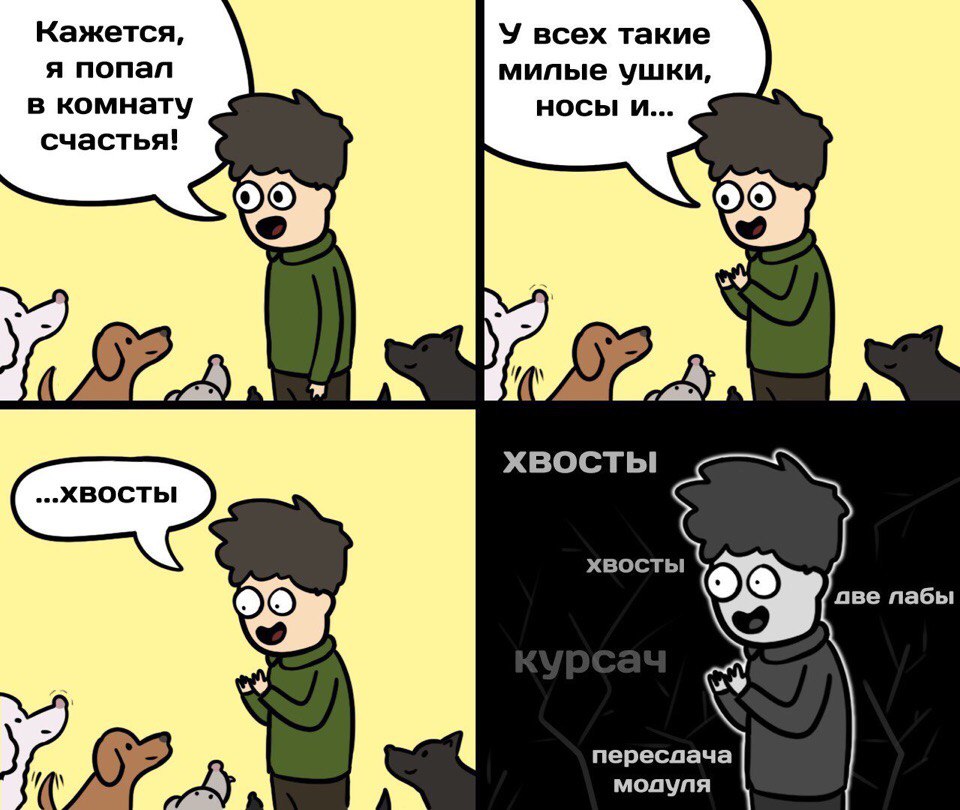 Кажется,
я попал
в комнату
счастья!
У всех такие
милые ушки,
носы и...
...хвосты
хвосты
хвосты
две лабы
курсач
пересдача
модуля